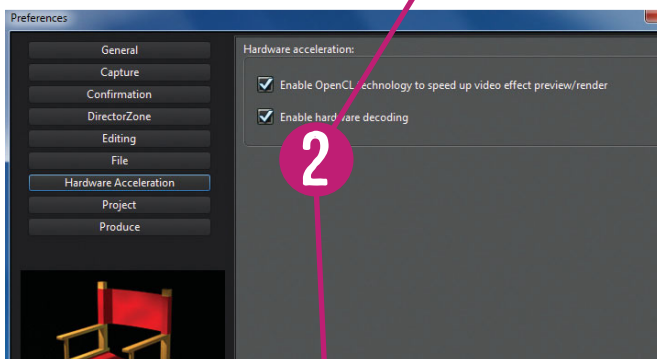 Preferences
General
Capture
Confirmation
DirectorZone
Editing
File
Hardware Acceleration
Project
Produce
Hardware acceleration:
Enable OpenCL technology to speed up video effect preview/render
Enable hardware decoding
2